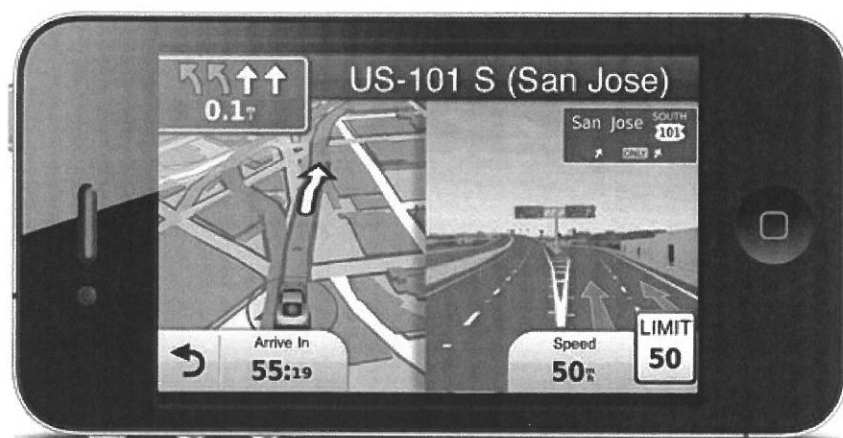 US-101 S (San Jose)
0.1
San Jose SOUTH
101
ONLY
Arrive In
55:19
Speed
50
LIMIT
50